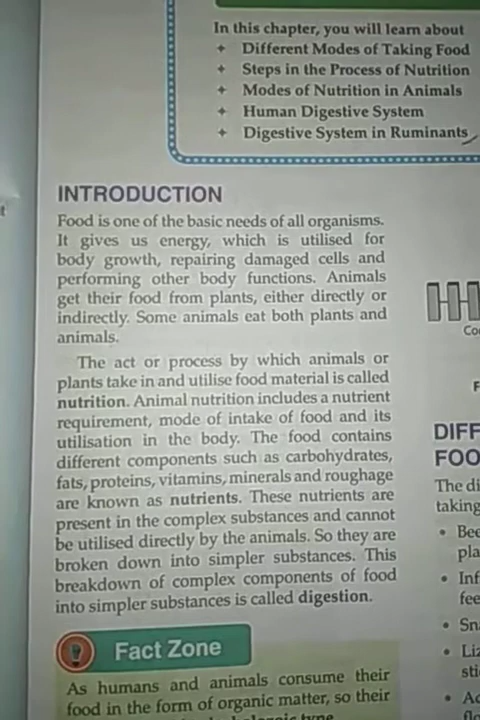 In this chapter, you will learn about
+ Different Modes of Taking Food
+ Steps in the Process of Nutrition
+ Modes of Nutrition in Animals
+ Human Digestive System
+ Digestive System in Ruminants
INTRODUCTION
Food is one of the basic needs of all organisms.
It gives us energy, which is utilised for
body growth, repairing damaged cells and
performing other body functions. Animals
get their food from plants, either directly or
indirectly. Some animals eat both plants and
animals.
The act or process by which animals or
plants take in and utilise food material is called
nutrition. Animal nutrition includes a nutrient
requirement, mode of intake of food and its
utilisation in the body. The food contains
different components such as carbohydrates,
fats, proteins, vitamins, minerals and roughage
are known as nutrients. These nutrients are
present in the complex substances and cannot
be utilised directly by the animals. So they are
broken down into simpler substances. This
breakdown of complex components of food
into simpler substances is called digestion.
Fact Zone
As humans and animals consume their
food in the form of organic matter, so their
type
Co
F
DIFF
FOO
The di
taking
• Bee
pla
• Inf
fee
• Sn
• Liz
sti
• Ac